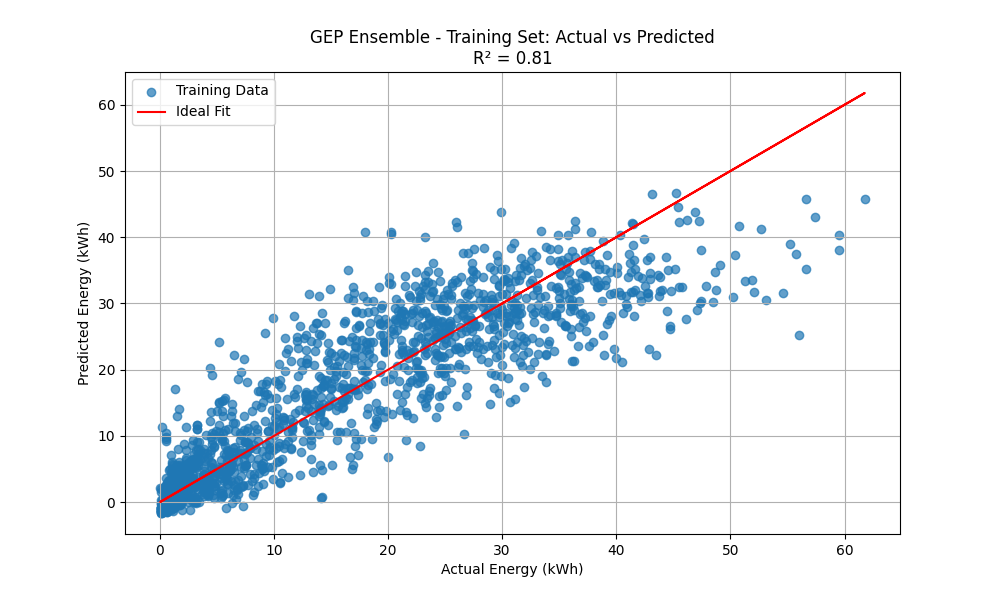 GEP Ensemble - Training Set: Actual vs Predicted
R² = 0.81
Training Data
Ideal Fit
60
50
40
30
20
10
0
Predicted Energy (kWh)
0 10 20 30 40 50 60
Actual Energy (kWh)